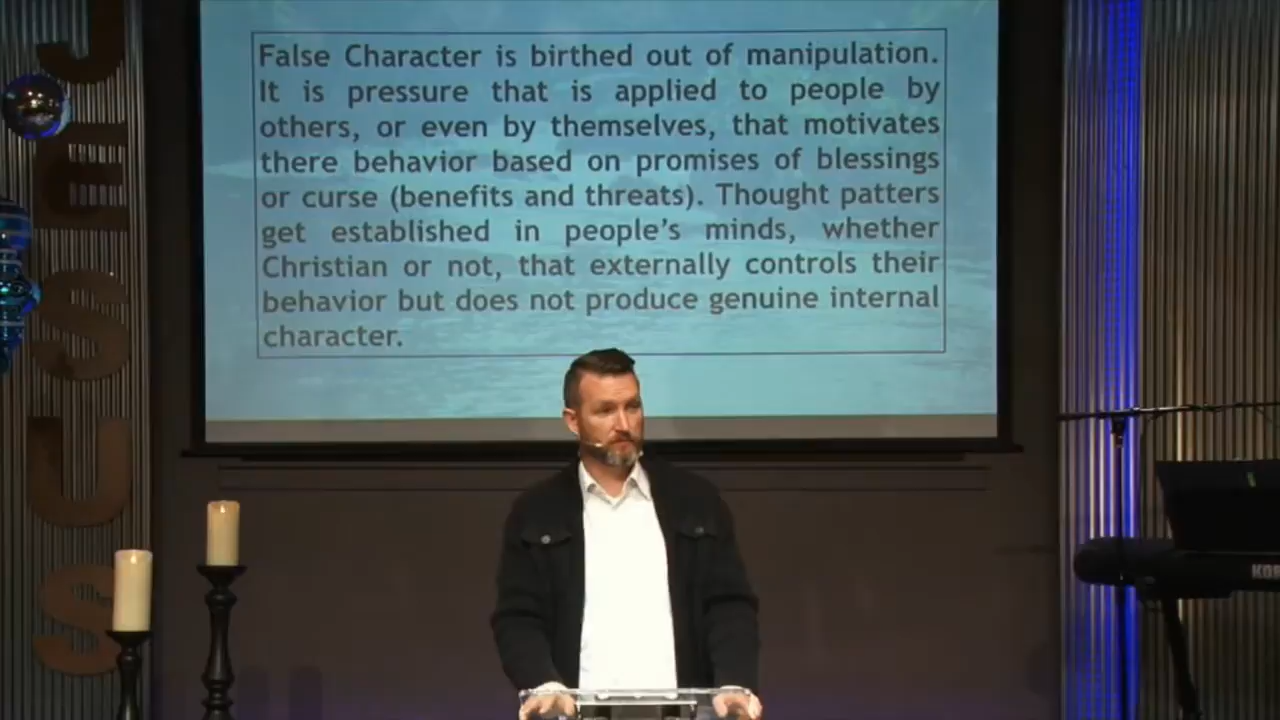 False Character is birthed out of manipulation.
It is pressure that is applied to people by
others, or even by themselves, that motivates
there behavior based on promises of blessings
or curse (benefits and threats). Thought patters
get established in people's minds, whether
Christian or not, that externally controls their
behavior but does not produce genuine internal
character.
JESUS
KOR